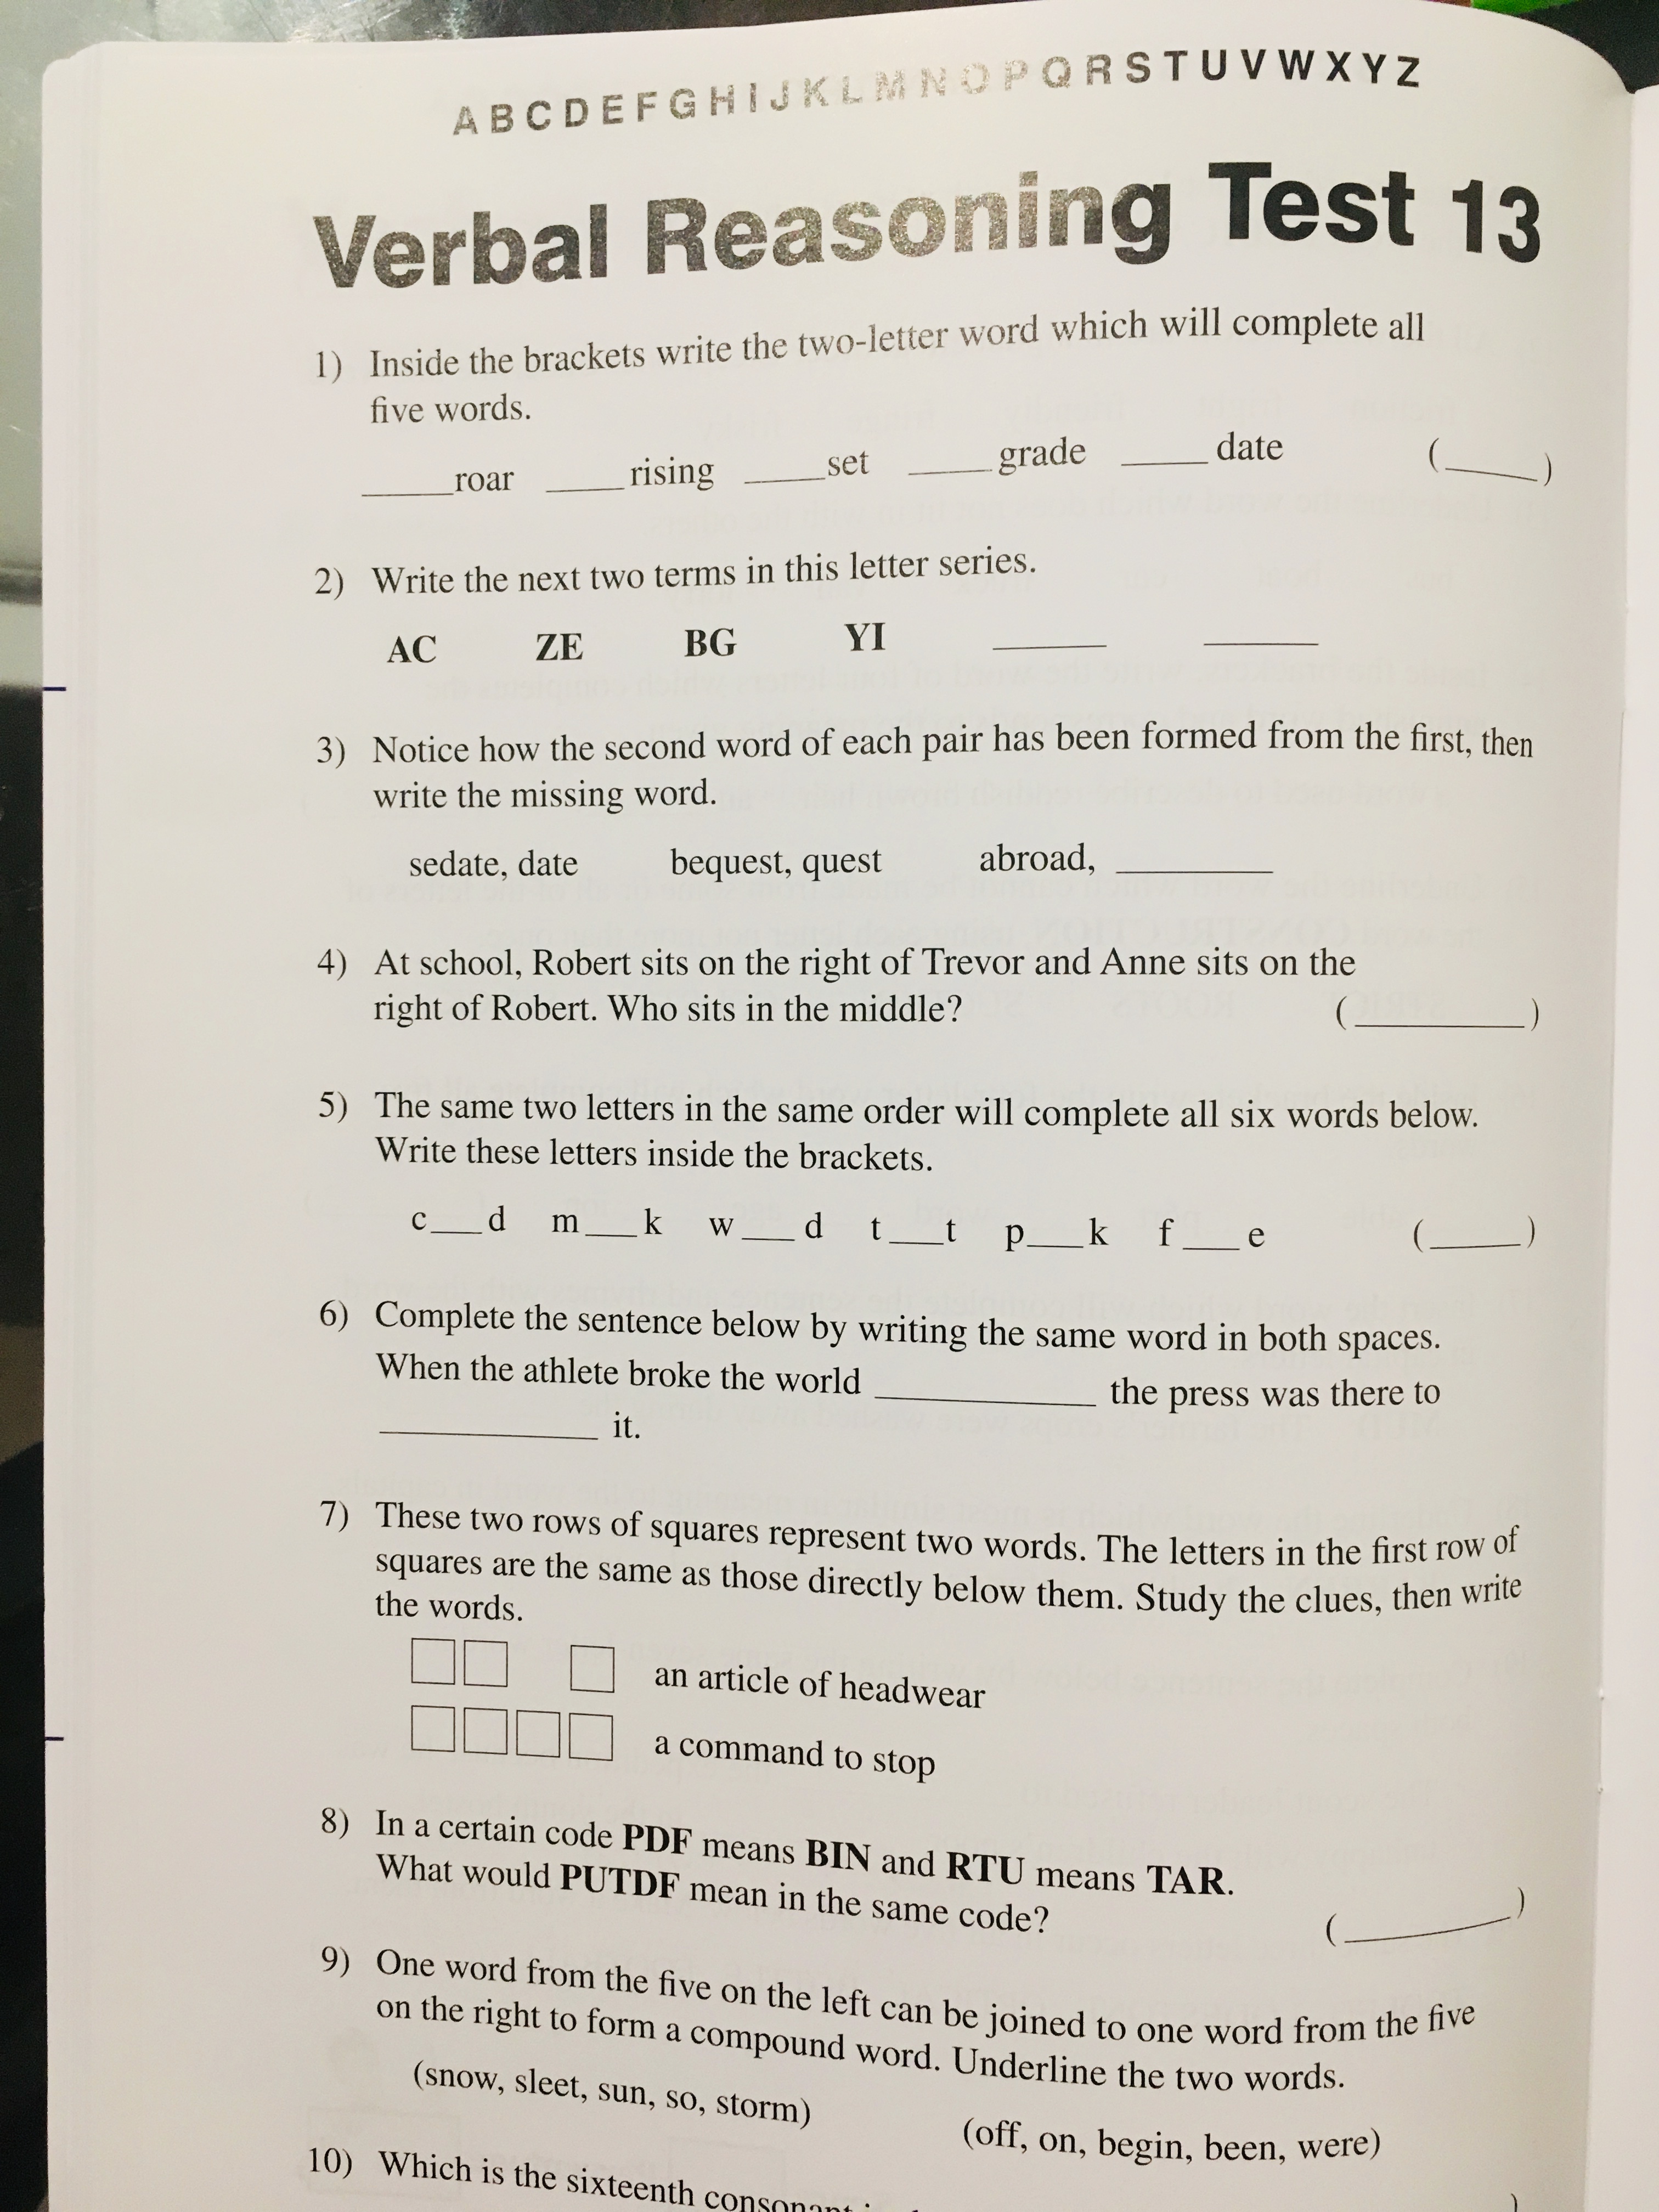 A B C D E F G H I J K L M N O P Q R S T U V W X Y Z
Verbal Reasoning Test 13
1) Inside the brackets write the two-letter word which will complete all
five words.
____roar ____rising ____set ____grade ____date (____)
2) Write the next two terms in this letter series.
AC ZE BG YI ____ ____
3) Notice how the second word of each pair has been formed from the first, then
write the missing word.
sedate, date bequest, quest abroad, ____
4) At school, Robert sits on the right of Trevor and Anne sits on the
right of Robert. Who sits in the middle? (____)
5) The same two letters in the same order will complete all six words below.
Write these letters inside the brackets.
c___d m___k w___d t___t p___k f___e (____)
6) Complete the sentence below by writing the same word in both spaces.
When the athlete broke the world ____ the press was there to
____ it.
7) These two rows of squares represent two words. The letters in the first row of
squares are the same as those directly below them. Study the clues, then write
the words.
an article of headwear
a command to stop
8) In a certain code PDF means BIN and RTU means TAR.
What would PUTDF mean in the same code? (____)
9) One word from the five on the left can be joined to one word from the five
on the right to form a compound word. Underline the two words.
(snow, sleet, sun, so, storm) (off, on, begin, been, were)
10) Which is the sixteenth consonant